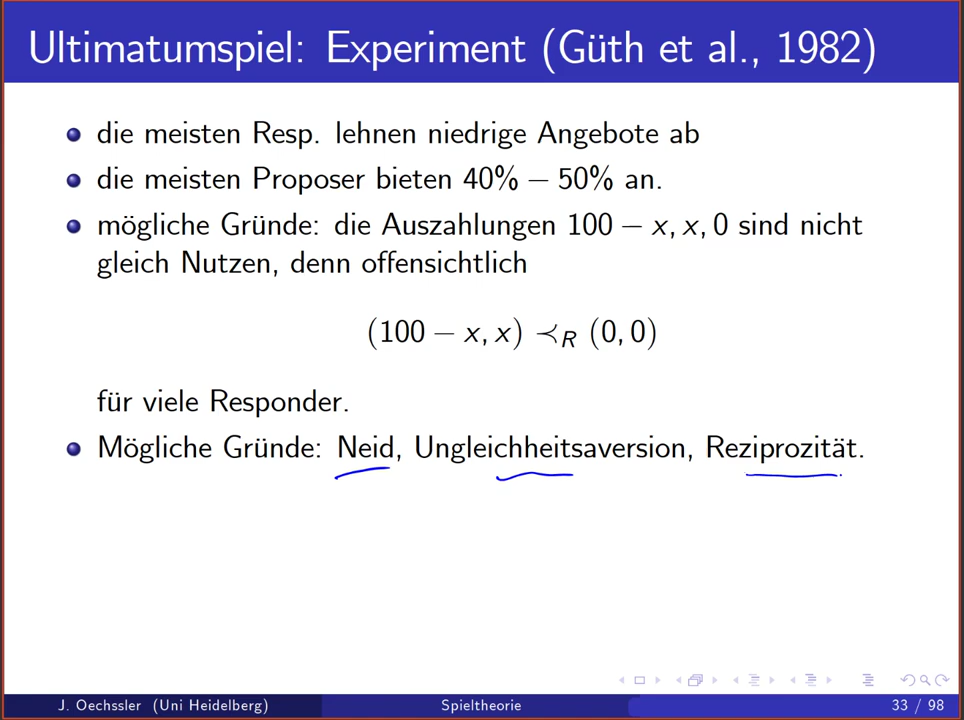 Ultimatumspiel: Experiment (Güth et al., 1982)
die meisten Resp. lehnen niedrige Angebote ab
die meisten Proposer bieten 40% – 50% an.
mögliche Gründe: die Auszahlungen 100 − x, x, 0 sind nicht
gleich Nutzen, denn offensichtlich
(100 − x, x) ≺R (0, 0)
für viele Responder.
Mögliche Gründe: Neid, Ungleichheitsaversion, Reziprozität.
J. Oechssler (Uni Heidelberg) Spieltheorie 33 / 98